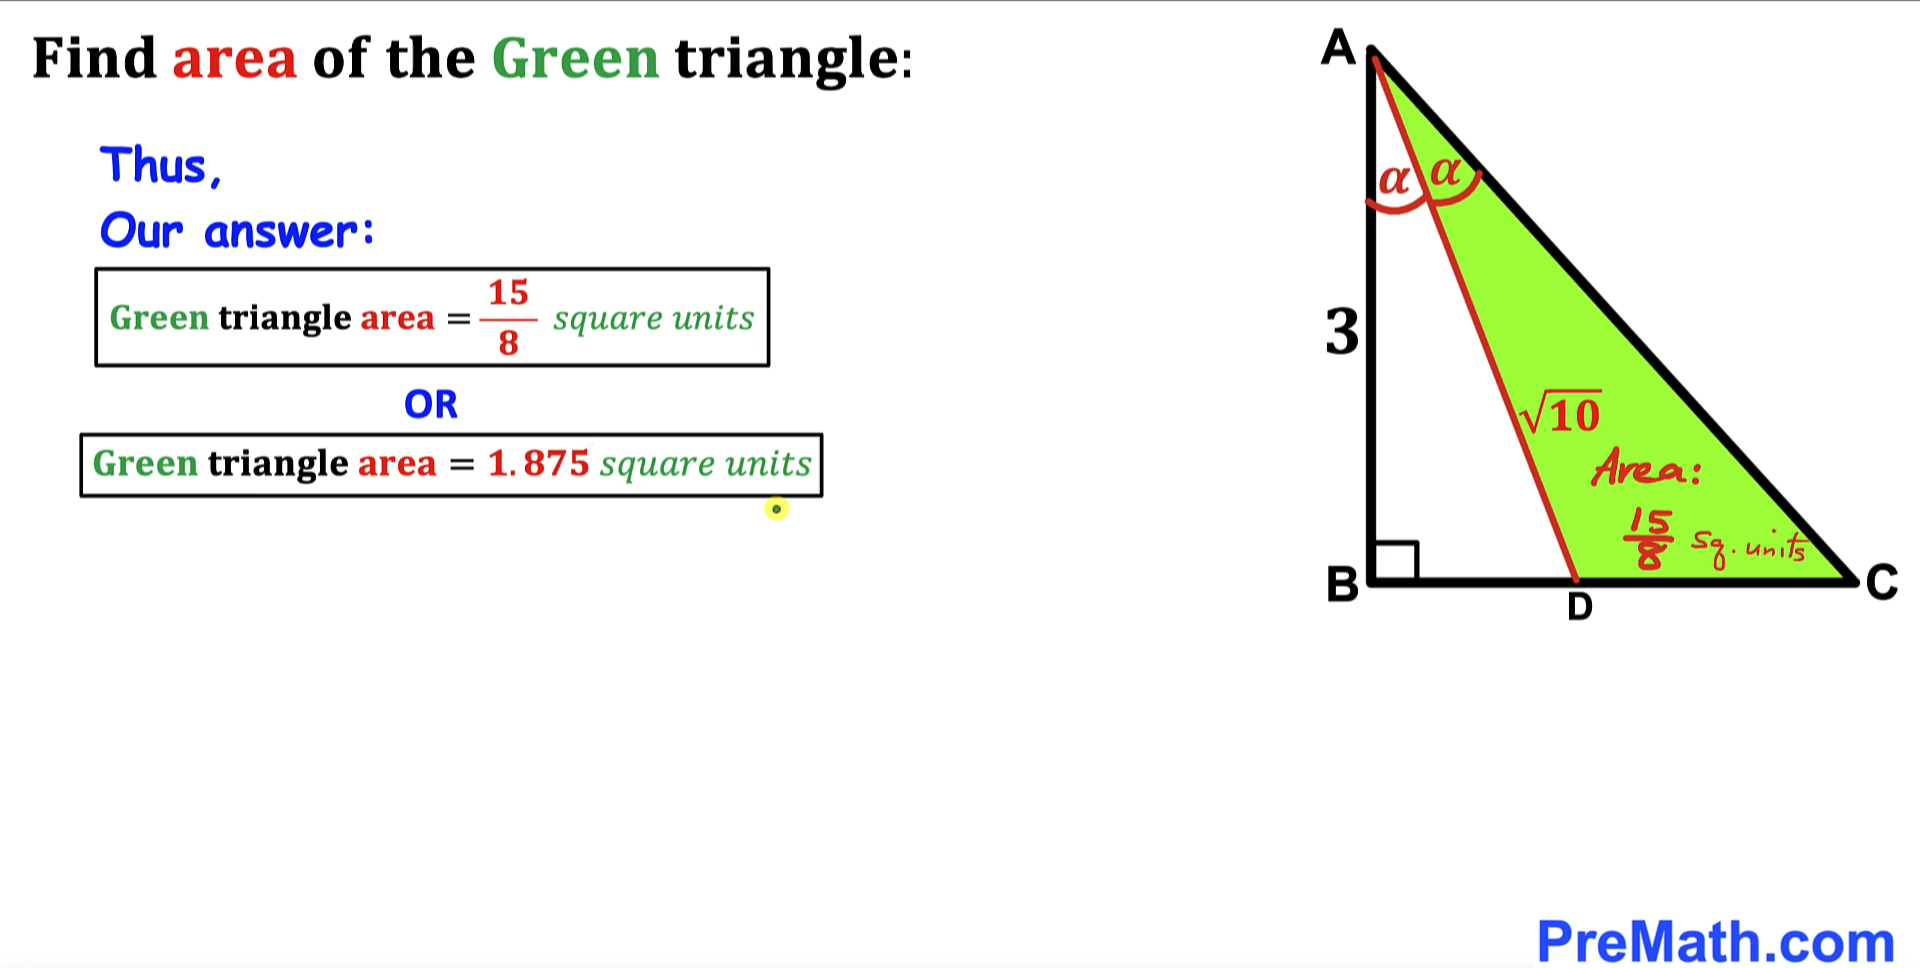 Find area of the Green triangle:
Thus,
Our answer:
Green triangle area = 15/8 square units
OR
Green triangle area = 1.875 square units
A
α α
3
√10
Area:
15/8 sq. units
B
D
C
PreMath.com